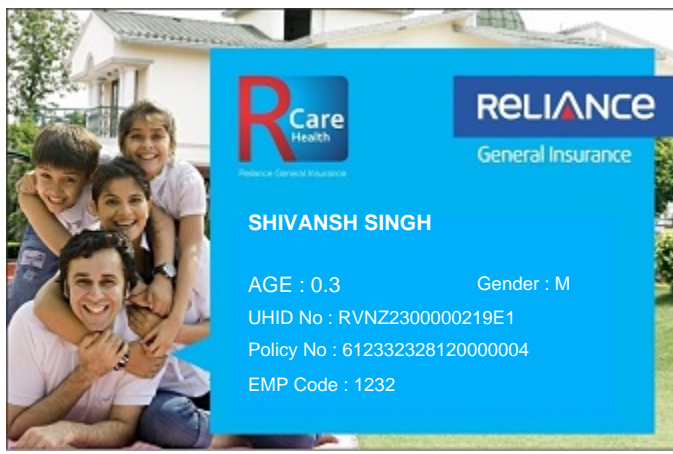 RCare
Health
Reliance General Insurance
RELIANCE
General Insurance
SHIVANSH SINGH
AGE : 0.3 Gender : M
UHID No : RVNZ2300000219E1
Policy No : 612332328120000004
EMP Code : 1232